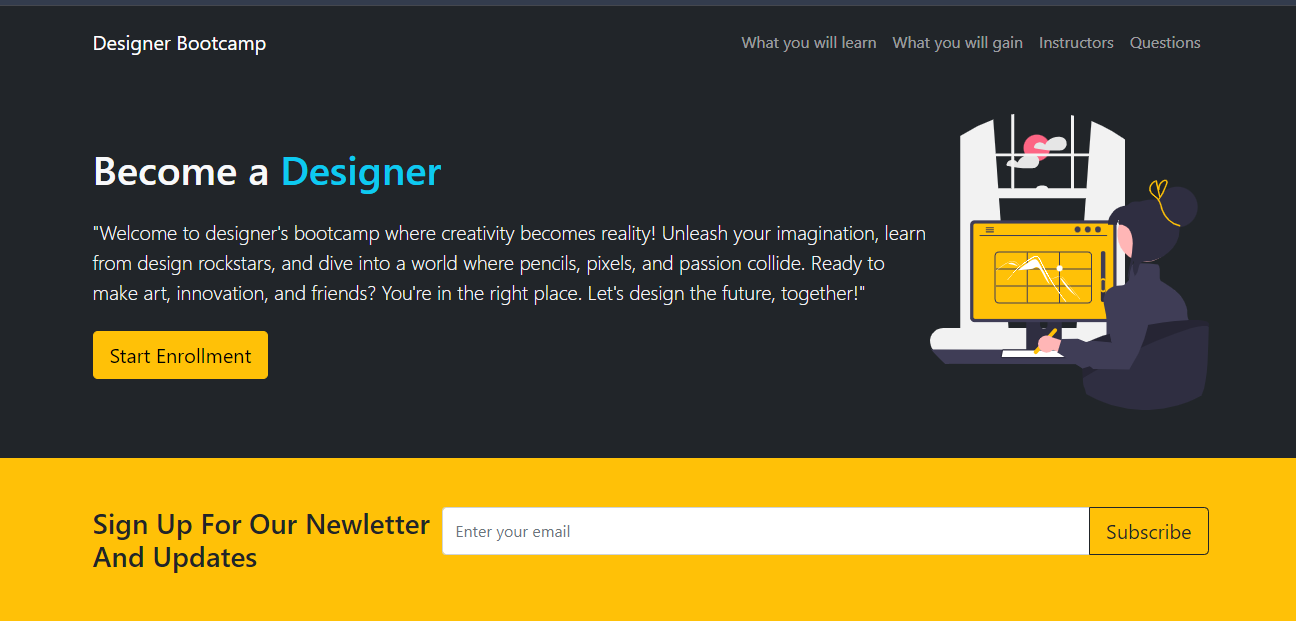 Designer Bootcamp
What you will learn
What you will gain
Instructors
Questions
Become a Designer
"Welcome to designer's bootcamp where creativity becomes reality! Unleash your imagination, learn
from design rockstars, and dive into a world where pencils, pixels, and passion collide. Ready to
make art, innovation, and friends? You're in the right place. Let's design the future, together!"
Start Enrollment
Sign Up For Our Newletter
And Updates
Enter your email
Subscribe